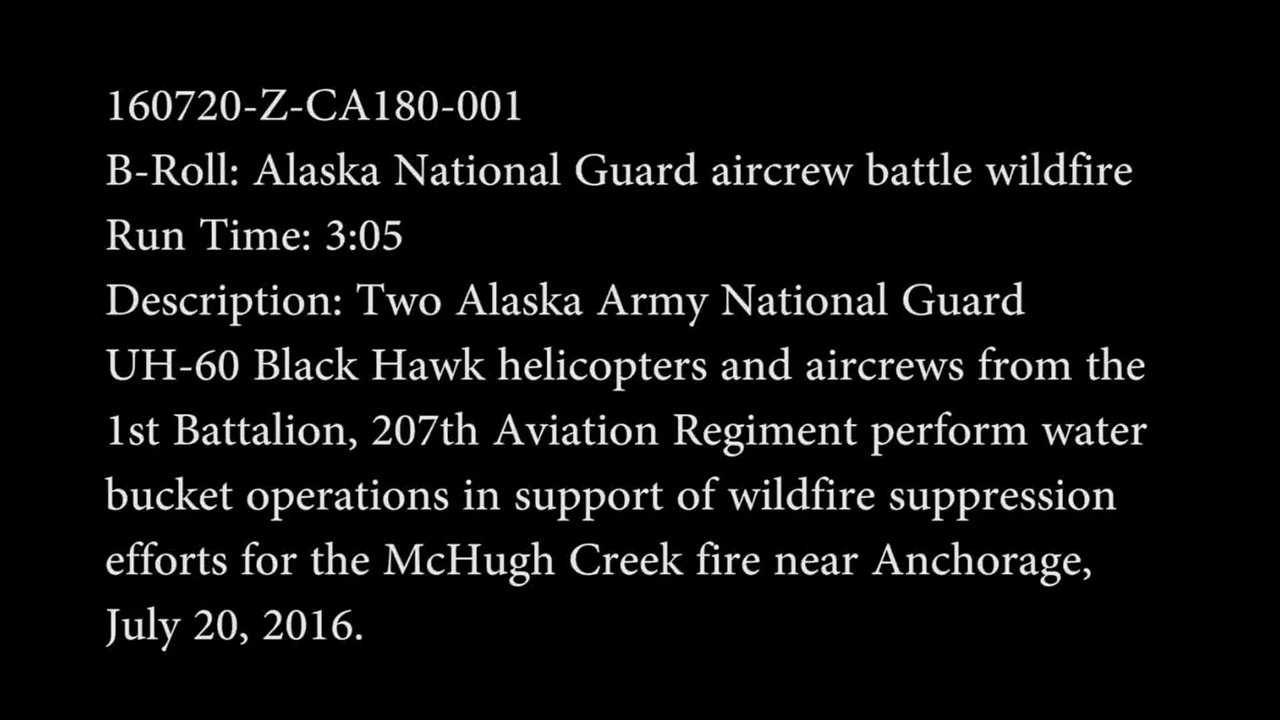 160720-Z-CA180-001
B-Roll: Alaska National Guard aircrew battle wildfire
Run Time: 3:05
Description: Two Alaska Army National Guard
UH-60 Black Hawk helicopters and aircrews from the
1st Battalion, 207th Aviation Regiment perform water
bucket operations in support of wildfire suppression
efforts for the McHugh Creek fire near Anchorage,
July 20, 2016.